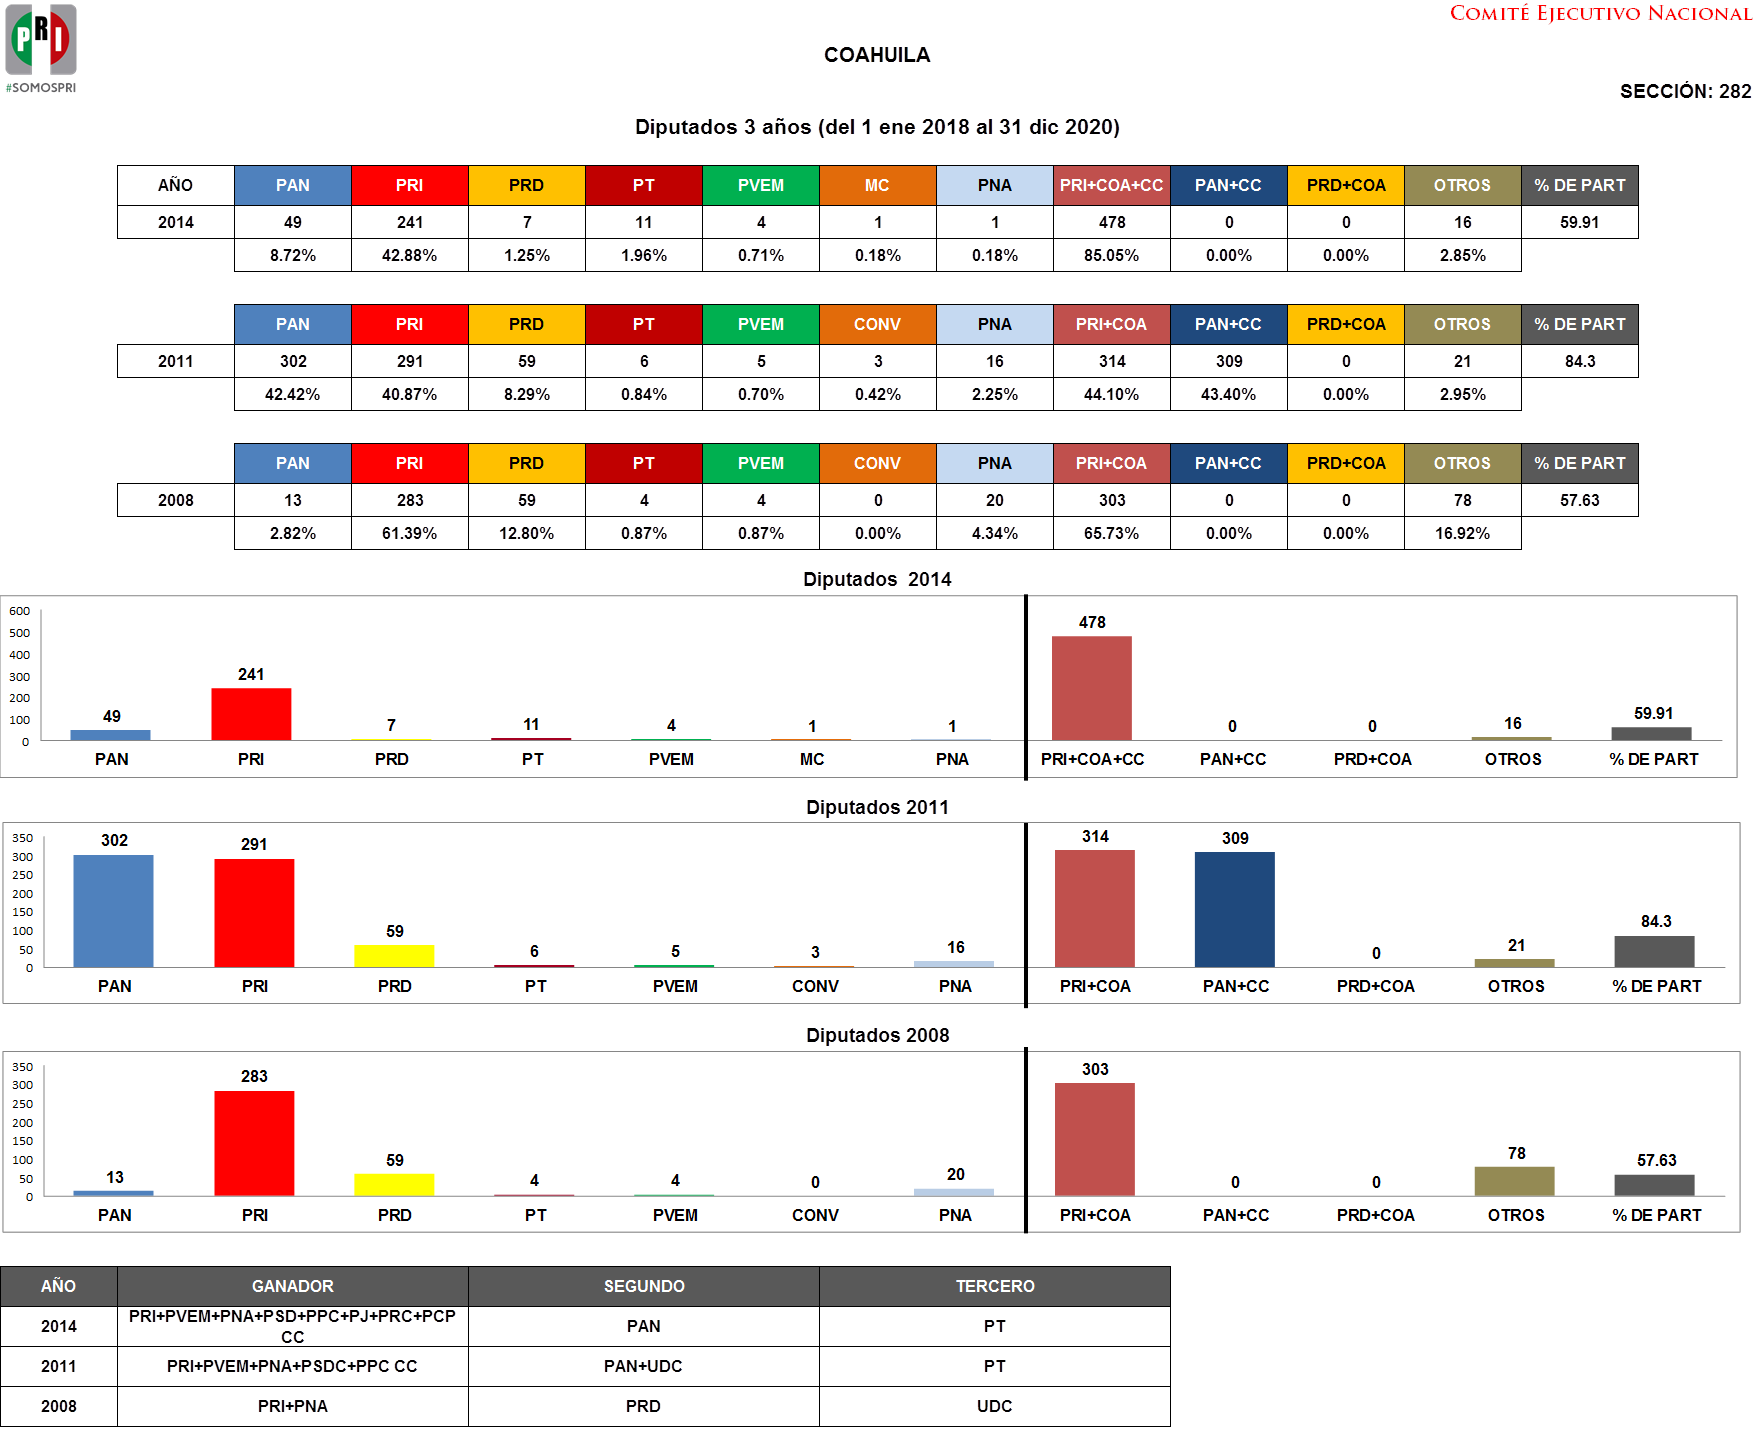 PRI
#SOMOSPRI
COMITÉ EJECUTIVO NACIONAL
COAHUILA
SECCIÓN: 282
Diputados 3 años (del 1 ene 2018 al 31 dic 2020)
AÑO PAN PRI PRD PT PVEM MC PNA PRI+COA+CC PAN+CC PRD+COA OTROS % DE PART
2014 49 241 7 11 4 1 1 478 0 0 16 59.91
8.72% 42.88% 1.25% 1.96% 0.71% 0.18% 0.18% 85.05% 0.00% 0.00% 2.85%
PAN PRI PRD PT PVEM CONV PNA PRI+COA PAN+CC PRD+COA OTROS % DE PART
2011 302 291 59 6 5 3 16 314 309 0 21 84.3
42.42% 40.87% 8.29% 0.84% 0.70% 0.42% 2.25% 44.10% 43.40% 0.00% 2.95%
PAN PRI PRD PT PVEM CONV PNA PRI+COA PAN+CC PRD+COA OTROS % DE PART
2008 13 283 59 4 4 0 20 303 0 0 78 57.63
2.82% 61.39% 12.80% 0.87% 0.87% 0.00% 4.34% 65.73% 0.00% 0.00% 16.92%
Diputados 2014
600
500
400
300
200
100
0
49 241 7 11 4 1 1 478 0 0 16 59.91
PAN PRI PRD PT PVEM MC PNA PRI+COA+CC PAN+CC PRD+COA OTROS % DE PART
Diputados 2011
350
300
250
200
150
100
50
0
302 291 59 6 5 3 16 314 309 0 21 84.3
PAN PRI PRD PT PVEM CONV PNA PRI+COA PAN+CC PRD+COA OTROS % DE PART
Diputados 2008
350
300
250
200
150
100
50
0
13 283 59 4 4 0 20 303 0 0 78 57.63
PAN PRI PRD PT PVEM CONV PNA PRI+COA PAN+CC PRD+COA OTROS % DE PART
AÑO GANADOR SEGUNDO TERCERO
2014 PRI+PVEM+PNA+PSD+PPC+PJ+PRC+PCP CC PAN PT
2011 PRI+PVEM+PNA+PSDC+PPC CC PAN+UDC PT
2008 PRI+PNA PRD UDC